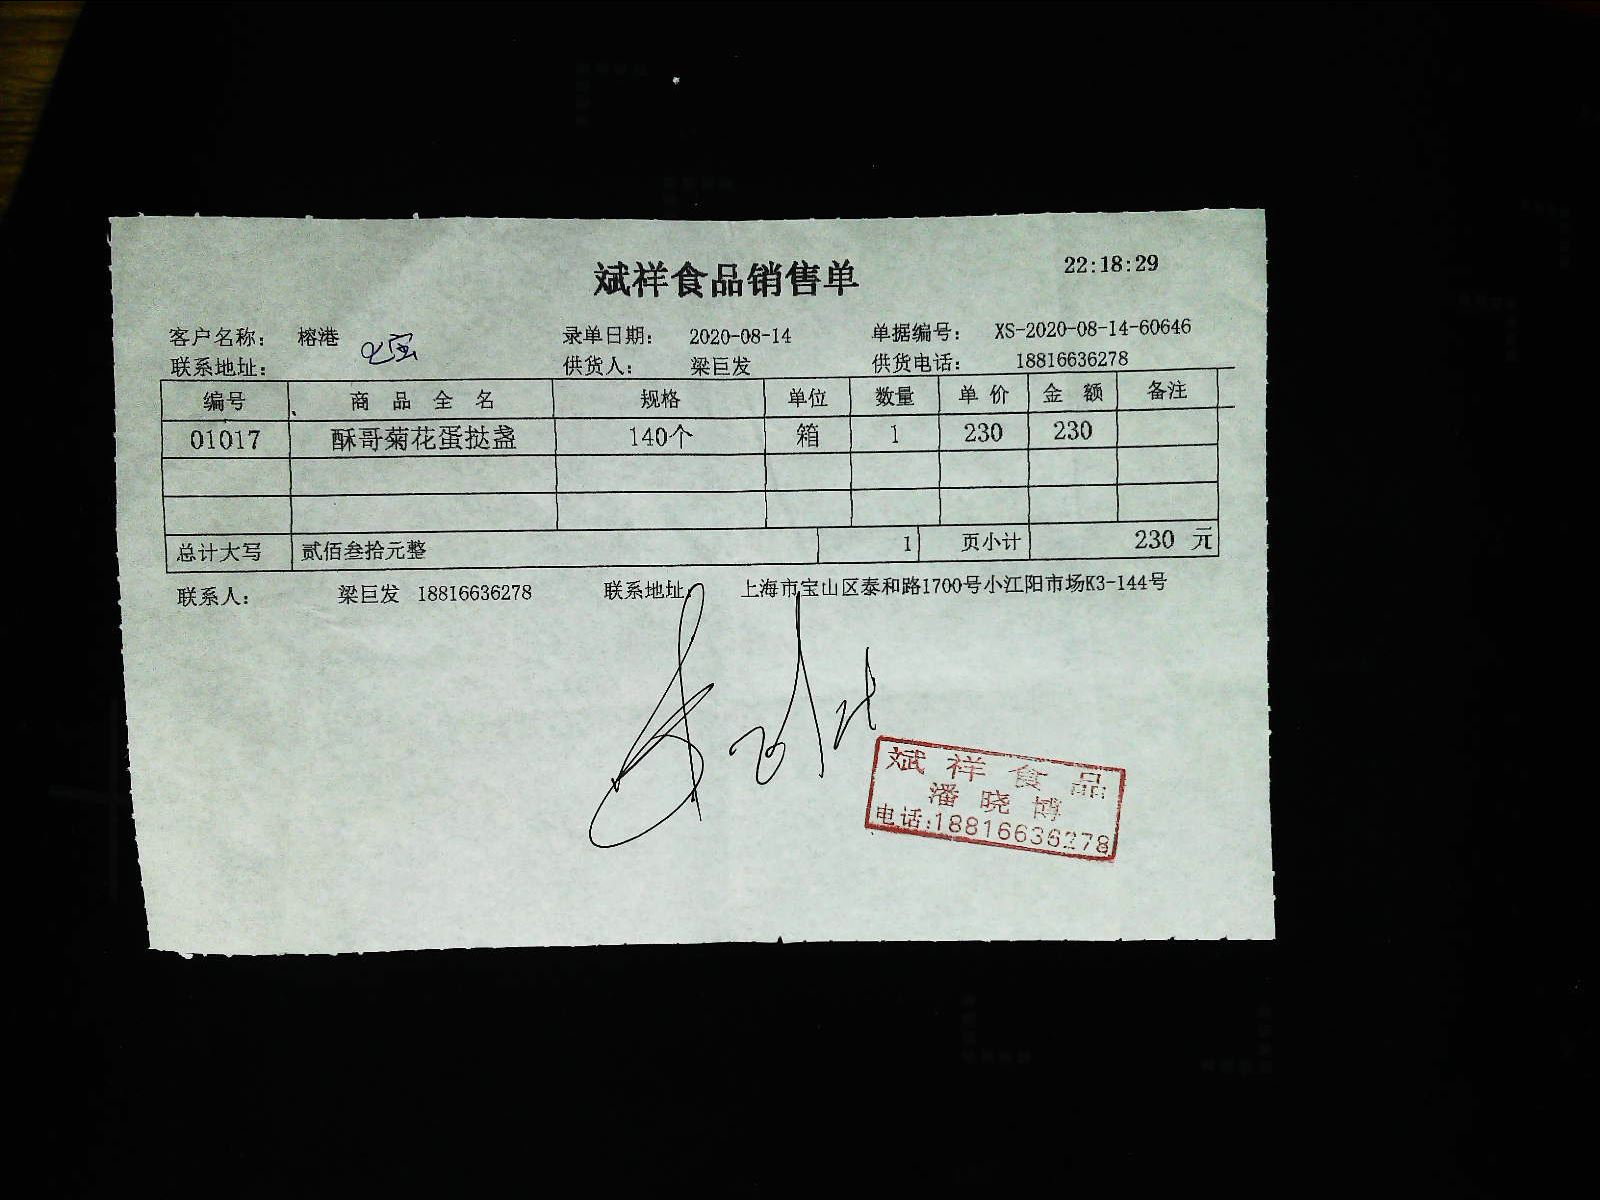 斌祥食品销售单 22:18:29
客户名称： 榕港 录单日期： 2020-08-14 单据编号： XS-2020-08-14-60646
联系地址： 供货人： 梁巨发 供货电话： 18816636278
编号 商品全名 规格 单位 数量 单价 金额 备注
01017 酥哥菊花蛋挞盏 140个 箱 1 230 230
总计大写 贰佰叁拾元整 1 页小计 230 元
联系人： 梁巨发 18816636278 联系地址： 上海市宝山区泰和路1700号小江阳市场K3-144号
斌祥食品
潘晓博
电话:18816636278